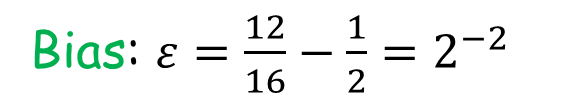 Bias: ε = 12/16 − 1/2 = 2⁻²